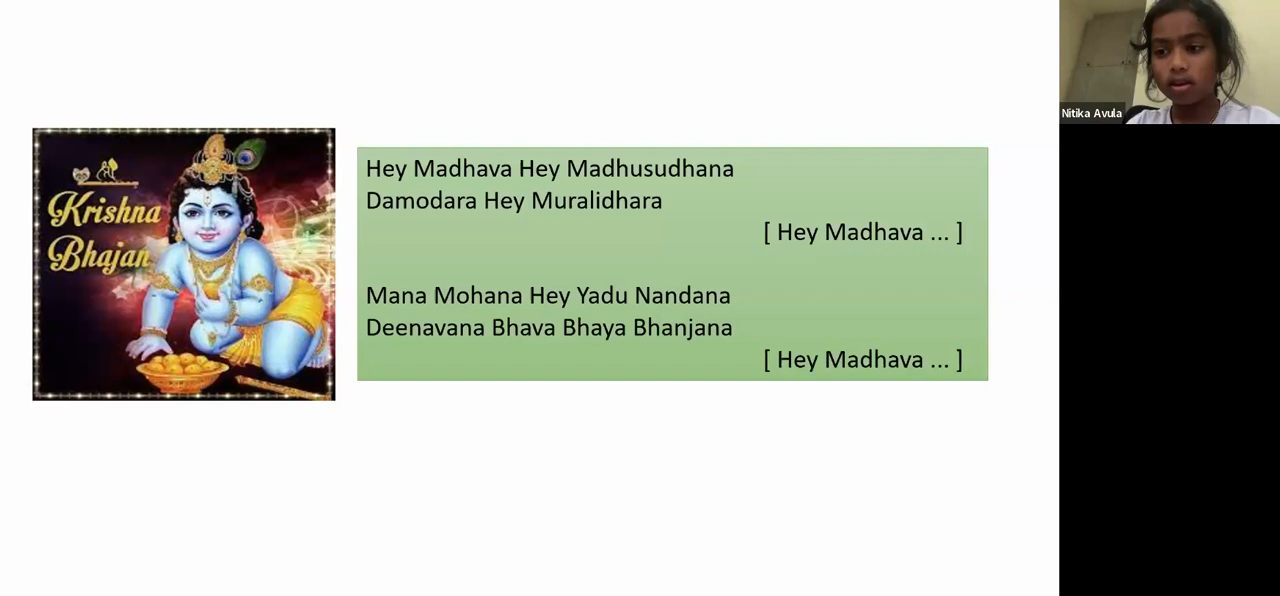 Krishna
Bhajan
Hey Madhava Hey Madhusudhana
Damodara Hey Muralidhara
[ Hey Madhava ... ]
Mana Mohana Hey Yadu Nandana
Deenavana Bhava Bhaya Bhanjana
[ Hey Madhava ... ]
Nitika Avula